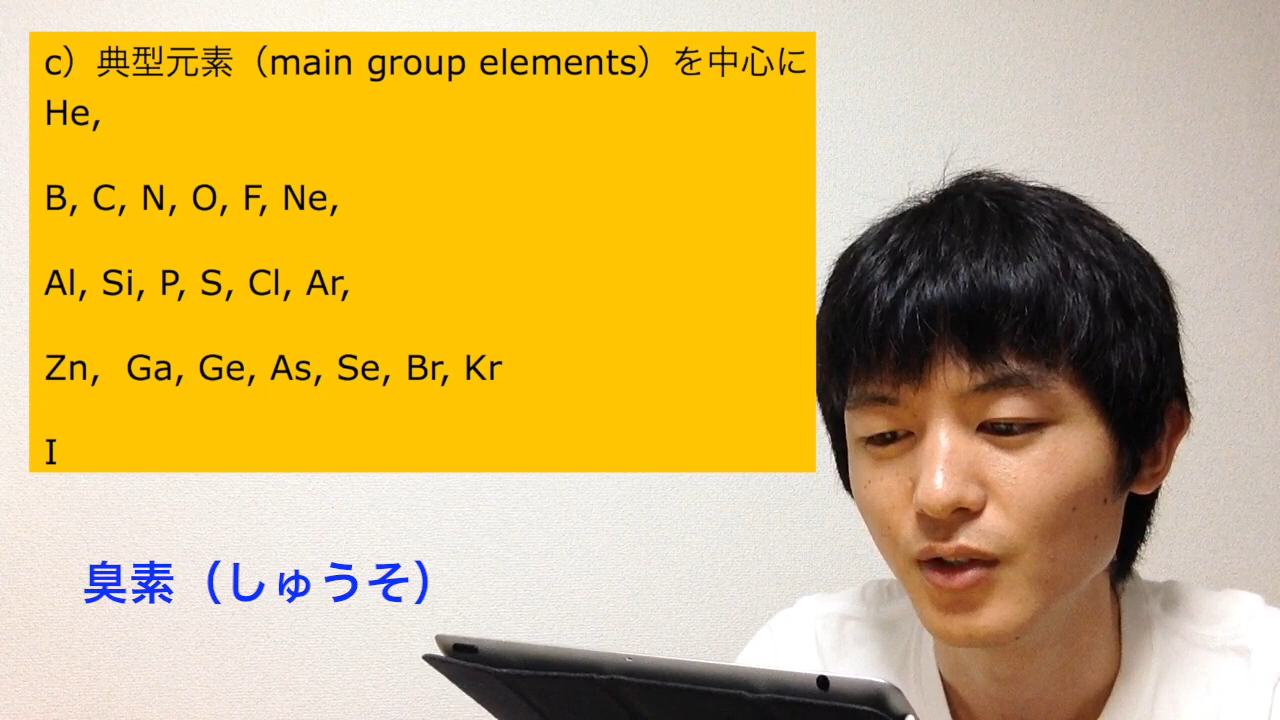 c）典型元素（main group elements）を中心に
He,
B, C, N, O, F, Ne,
Al, Si, P, S, Cl, Ar,
Zn,  Ga, Ge, As, Se, Br, Kr
I
臭素（しゅうそ）